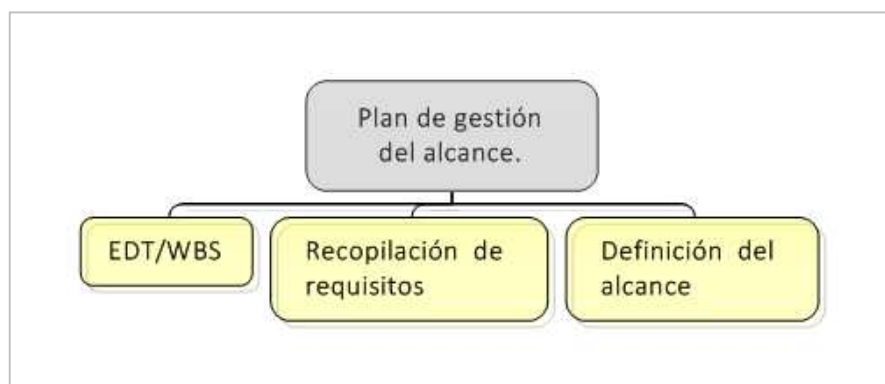 Plan de gestión
del alcance.
EDT/WBS
Recopilación de
requisitos
Definición del
alcance